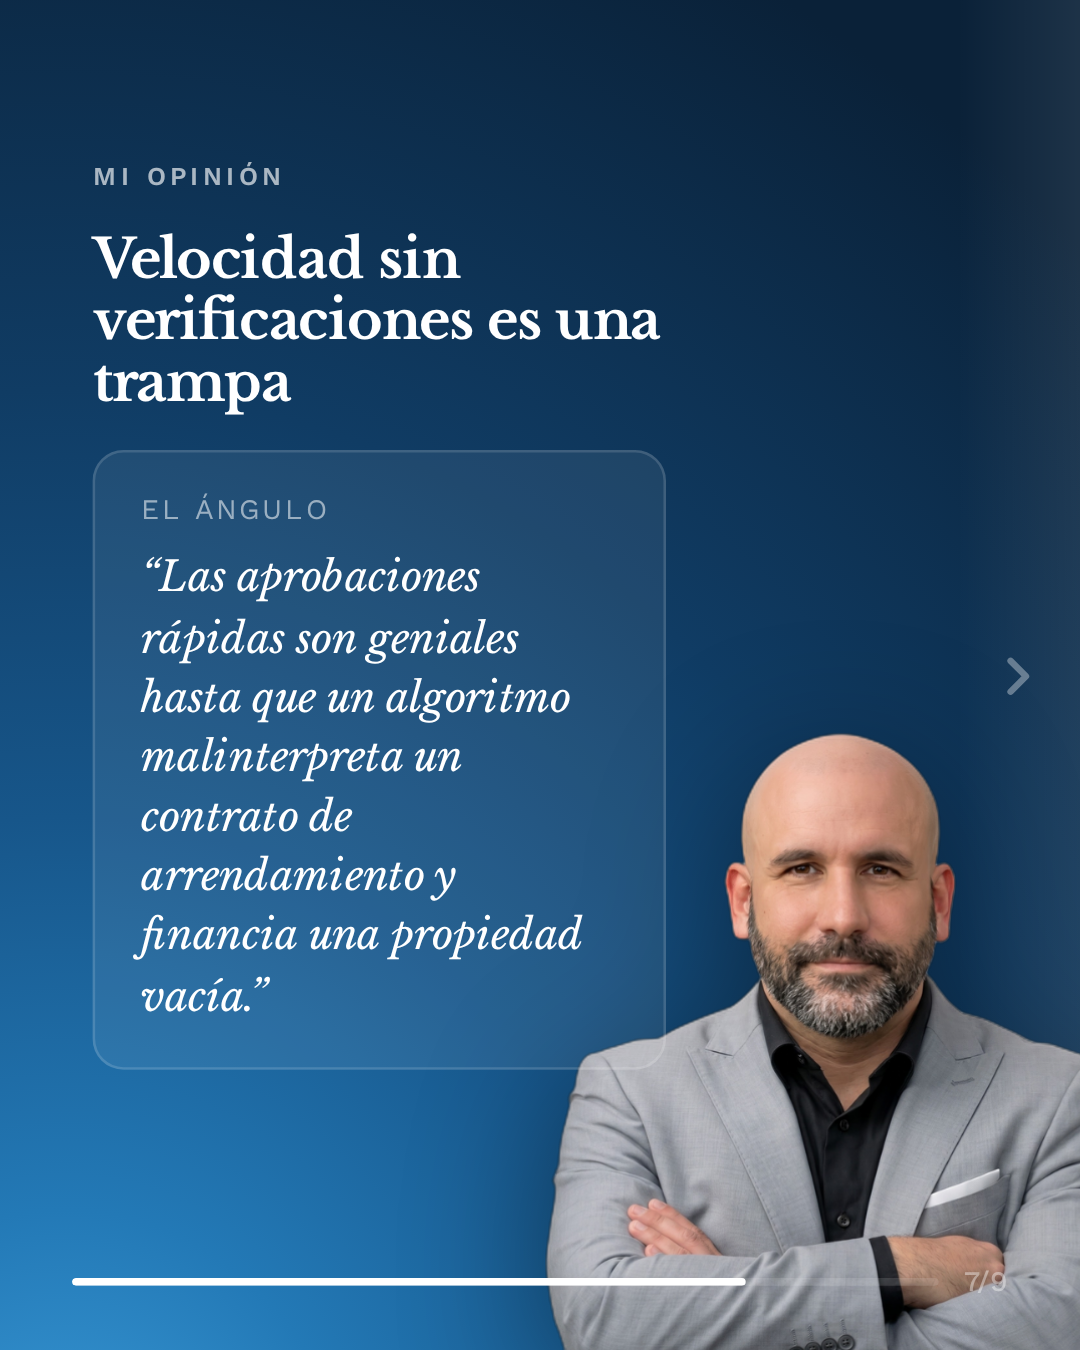 MI OPINIÓN
Velocidad sin
verificaciones es una
trampa
EL ÁNGULO
“Las aprobaciones
rápidas son geniales
hasta que un algoritmo
malinterpreta un
contrato de
arrendamiento y
financia una propiedad
vacía.”
7/9